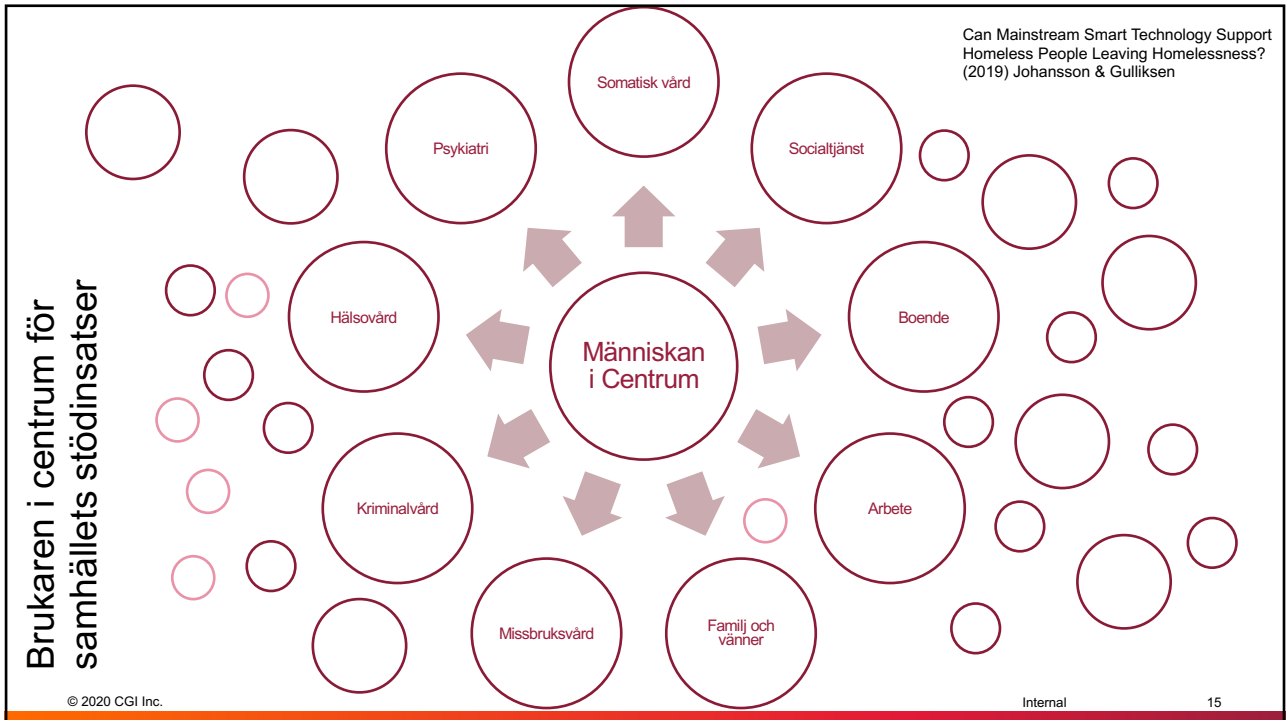 Brukaren i centrum för
samhällets stödinsatser
Can Mainstream Smart Technology Support
Homeless People Leaving Homelessness?
(2019) Johansson & Gulliksen
Somatisk vård
Psykiatri
Socialtjänst
Hälsovård
Boende
Människan
i Centrum
Kriminalvård
Arbete
Missbruksvård
Familj och
vänner
© 2020 CGI Inc.
Internal
15